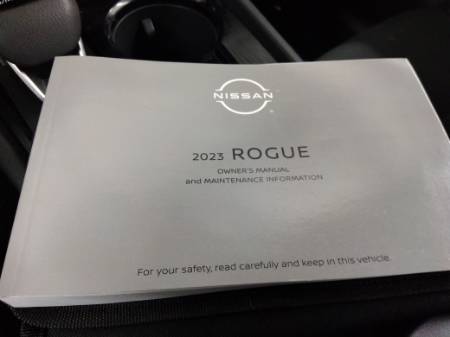 NISSAN
2023 ROGUE
OWNER'S MANUAL
and MAINTENANCE INFORMATION
For your safety, read carefully and keep in this vehicle.